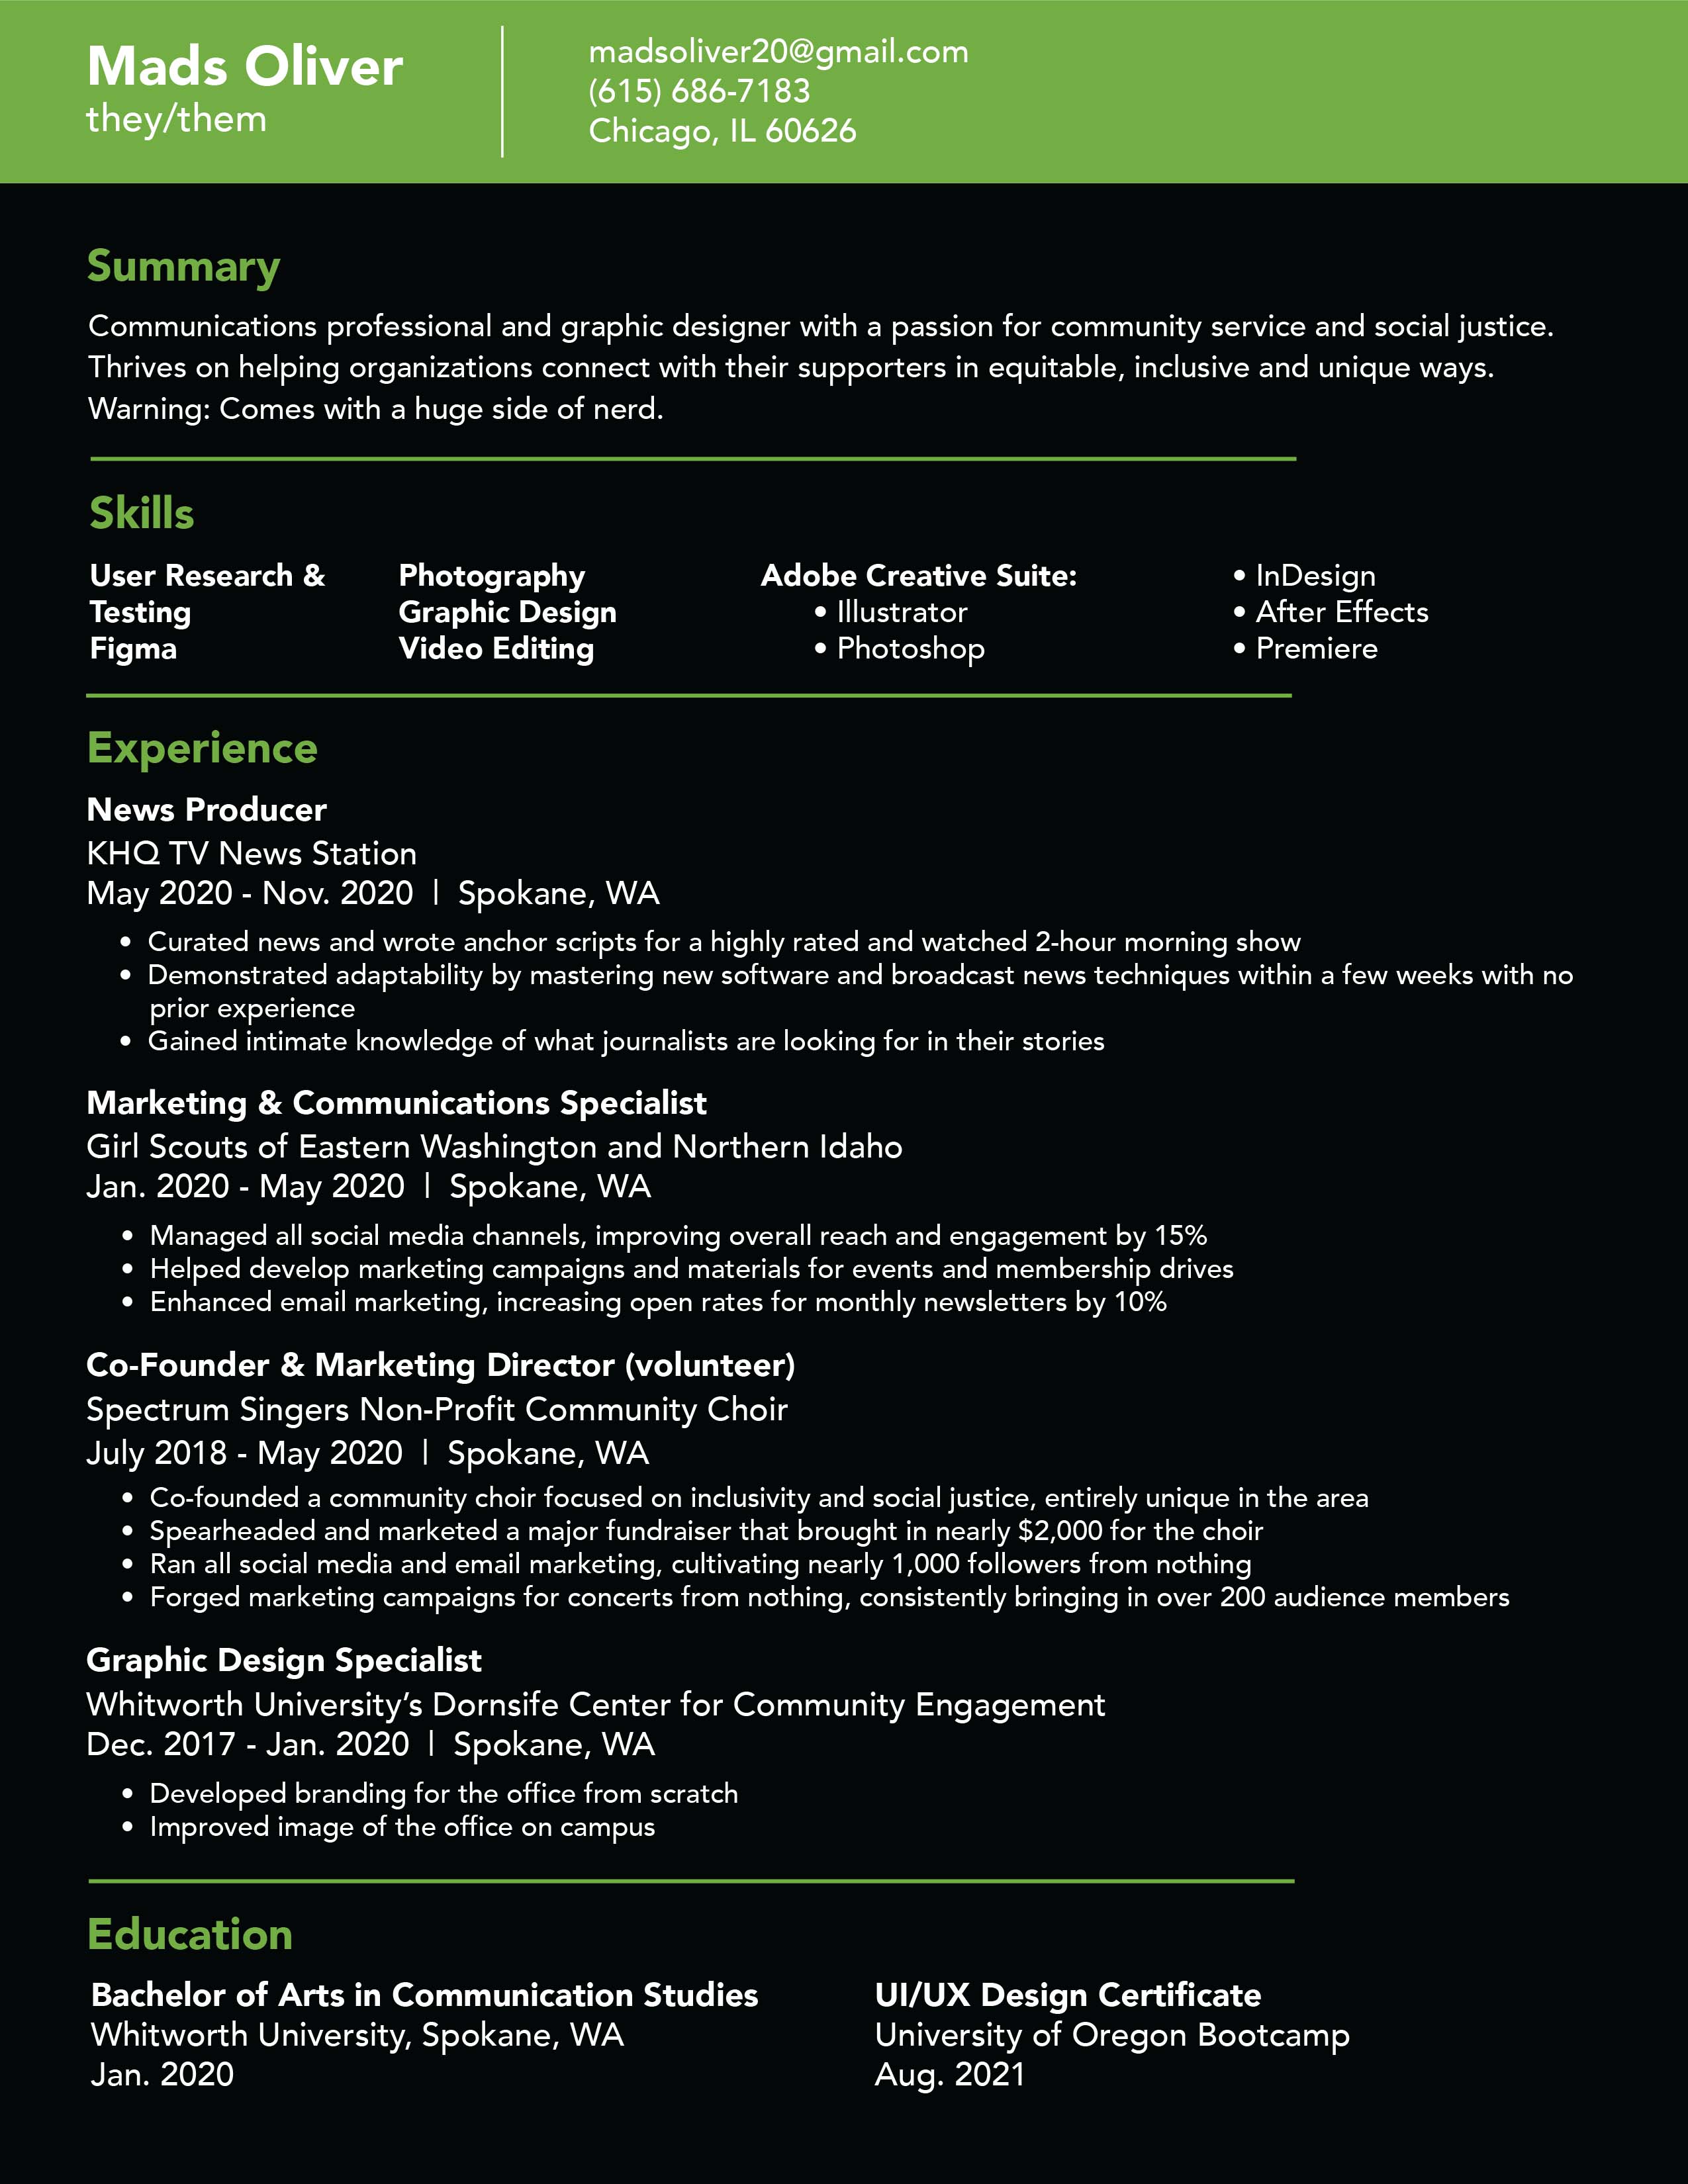 Mads Oliver
they/them
madsoliver20@gmail.com
(615) 686-7183
Chicago, IL 60626
Summary
Communications professional and graphic designer with a passion for community service and social justice.
Thrives on helping organizations connect with their supporters in equitable, inclusive and unique ways.
Warning: Comes with a huge side of nerd.
Skills
User Research &
Testing
Figma
Photography
Graphic Design
Video Editing
Adobe Creative Suite:
• Illustrator
• Photoshop
• InDesign
• After Effects
• Premiere
Experience
News Producer
KHQ TV News Station
May 2020 - Nov. 2020 | Spokane, WA
• Curated news and wrote anchor scripts for a highly rated and watched 2-hour morning show
• Demonstrated adaptability by mastering new software and broadcast news techniques within a few weeks with no
prior experience
• Gained intimate knowledge of what journalists are looking for in their stories
Marketing & Communications Specialist
Girl Scouts of Eastern Washington and Northern Idaho
Jan. 2020 - May 2020 | Spokane, WA
• Managed all social media channels, improving overall reach and engagement by 15%
• Helped develop marketing campaigns and materials for events and membership drives
• Enhanced email marketing, increasing open rates for monthly newsletters by 10%
Co-Founder & Marketing Director (volunteer)
Spectrum Singers Non-Profit Community Choir
July 2018 - May 2020 | Spokane, WA
• Co-founded a community choir focused on inclusivity and social justice, entirely unique in the area
• Spearheaded and marketed a major fundraiser that brought in nearly $2,000 for the choir
• Ran all social media and email marketing, cultivating nearly 1,000 followers from nothing
• Forged marketing campaigns for concerts from nothing, consistently bringing in over 200 audience members
Graphic Design Specialist
Whitworth University’s Dornsife Center for Community Engagement
Dec. 2017 - Jan. 2020 | Spokane, WA
• Developed branding for the office from scratch
• Improved image of the office on campus
Education
Bachelor of Arts in Communication Studies
Whitworth University, Spokane, WA
Jan. 2020
UI/UX Design Certificate
University of Oregon Bootcamp
Aug. 2021